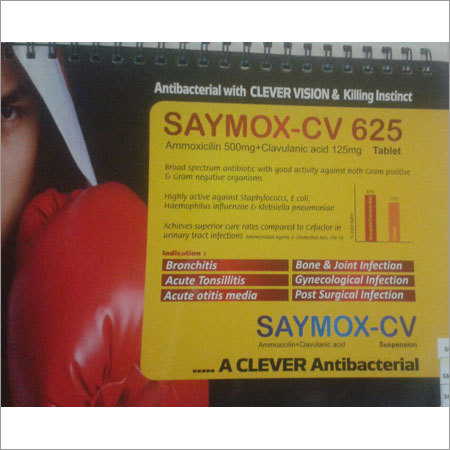 Antibacterial with CLEVER VISION & Killing Instinct
SAYMOX-CV 625
Ammoxicilin 500mg+Clavulanic acid 125mg Tablet
Broad spectrum antibiotic with good activity against both Gram positive
& Gram negative organisms
Highly active against Staphylococci, E coli,
Haemophilus influenzae & Klebsiella pneumoniae
Achieves superior cure rates compared to Cefaclor in
urinary tract infections
Indication :
Bronchitis
Bone & Joint Infection
Acute Tonsillitis
Gynecological Infection
Acute otitis media
Post Surgical Infection
SAYMOX-CV
Ammoxicilin+Clavulanic acid Suspension
..... A CLEVER Antibacterial